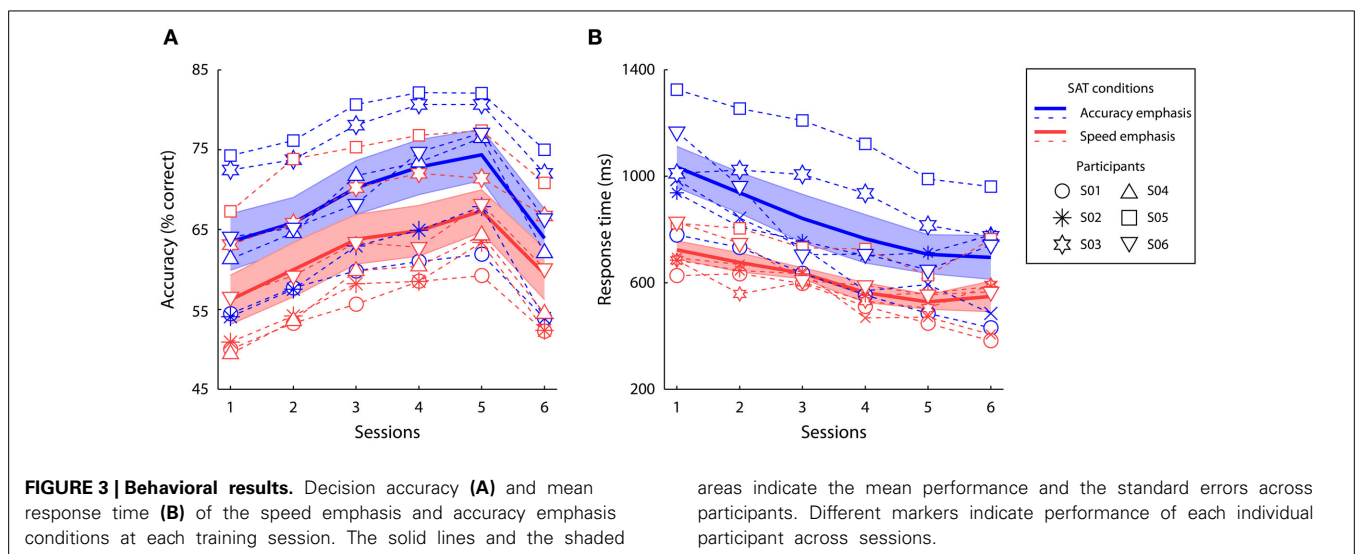 A
Accuracy (% correct)
85
75
65
55
45
1 2 3 4 5 6
Sessions
B
Response time (ms)
1400
1000
600
200
1 2 3 4 5 6
Sessions
SAT conditions
Accuracy emphasis
Speed emphasis
Participants
S01 S04
S02 S05
S03 S06
FIGURE 3 | Behavioral results. Decision accuracy (A) and mean
response time (B) of the speed emphasis and accuracy emphasis
conditions at each training session. The solid lines and the shaded
areas indicate the mean performance and the standard errors across
participants. Different markers indicate performance of each individual
participant across sessions.